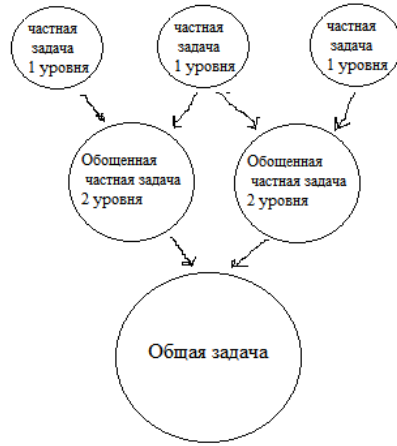 частная
задача
1 уровня
частная
задача
1 уровня
частная
задача
1 уровня
Обощенная
частная задача
2 уровня
Обощенная
частная задача
2 уровня
Общая задача